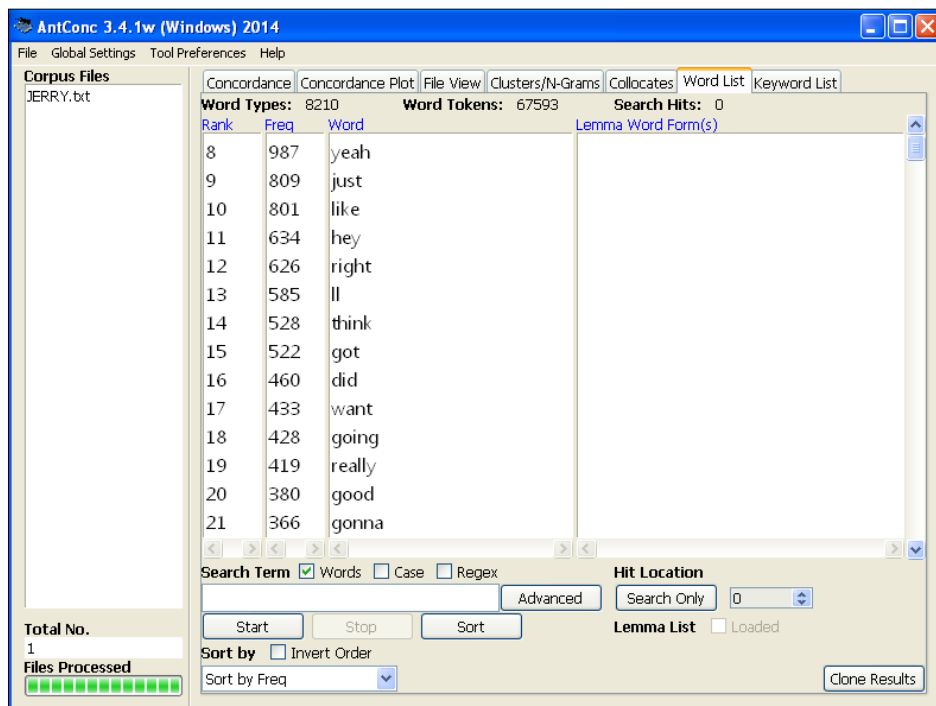 AntConc 3.4.1w (Windows) 2014
File Global Settings Tool Preferences Help
Corpus Files
JERRY.txt
Concordance Concordance Plot File View Clusters/N-Grams Collocates Word List Keyword List
Word Types: 8210 Word Tokens: 67593 Search Hits: 0
Rank Freq Word Lemma Word Form(s)
8 987 yeah
9 809 just
10 801 like
11 634 hey
12 626 right
13 585 ll
14 528 think
15 522 got
16 460 did
17 433 want
18 428 going
19 419 really
20 380 good
21 366 gonna
Search Term Words Case Regex Hit Location
Advanced Search Only 0
Start Stop Sort Lemma List Loaded
Total No.
1
Sort by Invert Order
Files Processed
Sort by Freq Clone Results